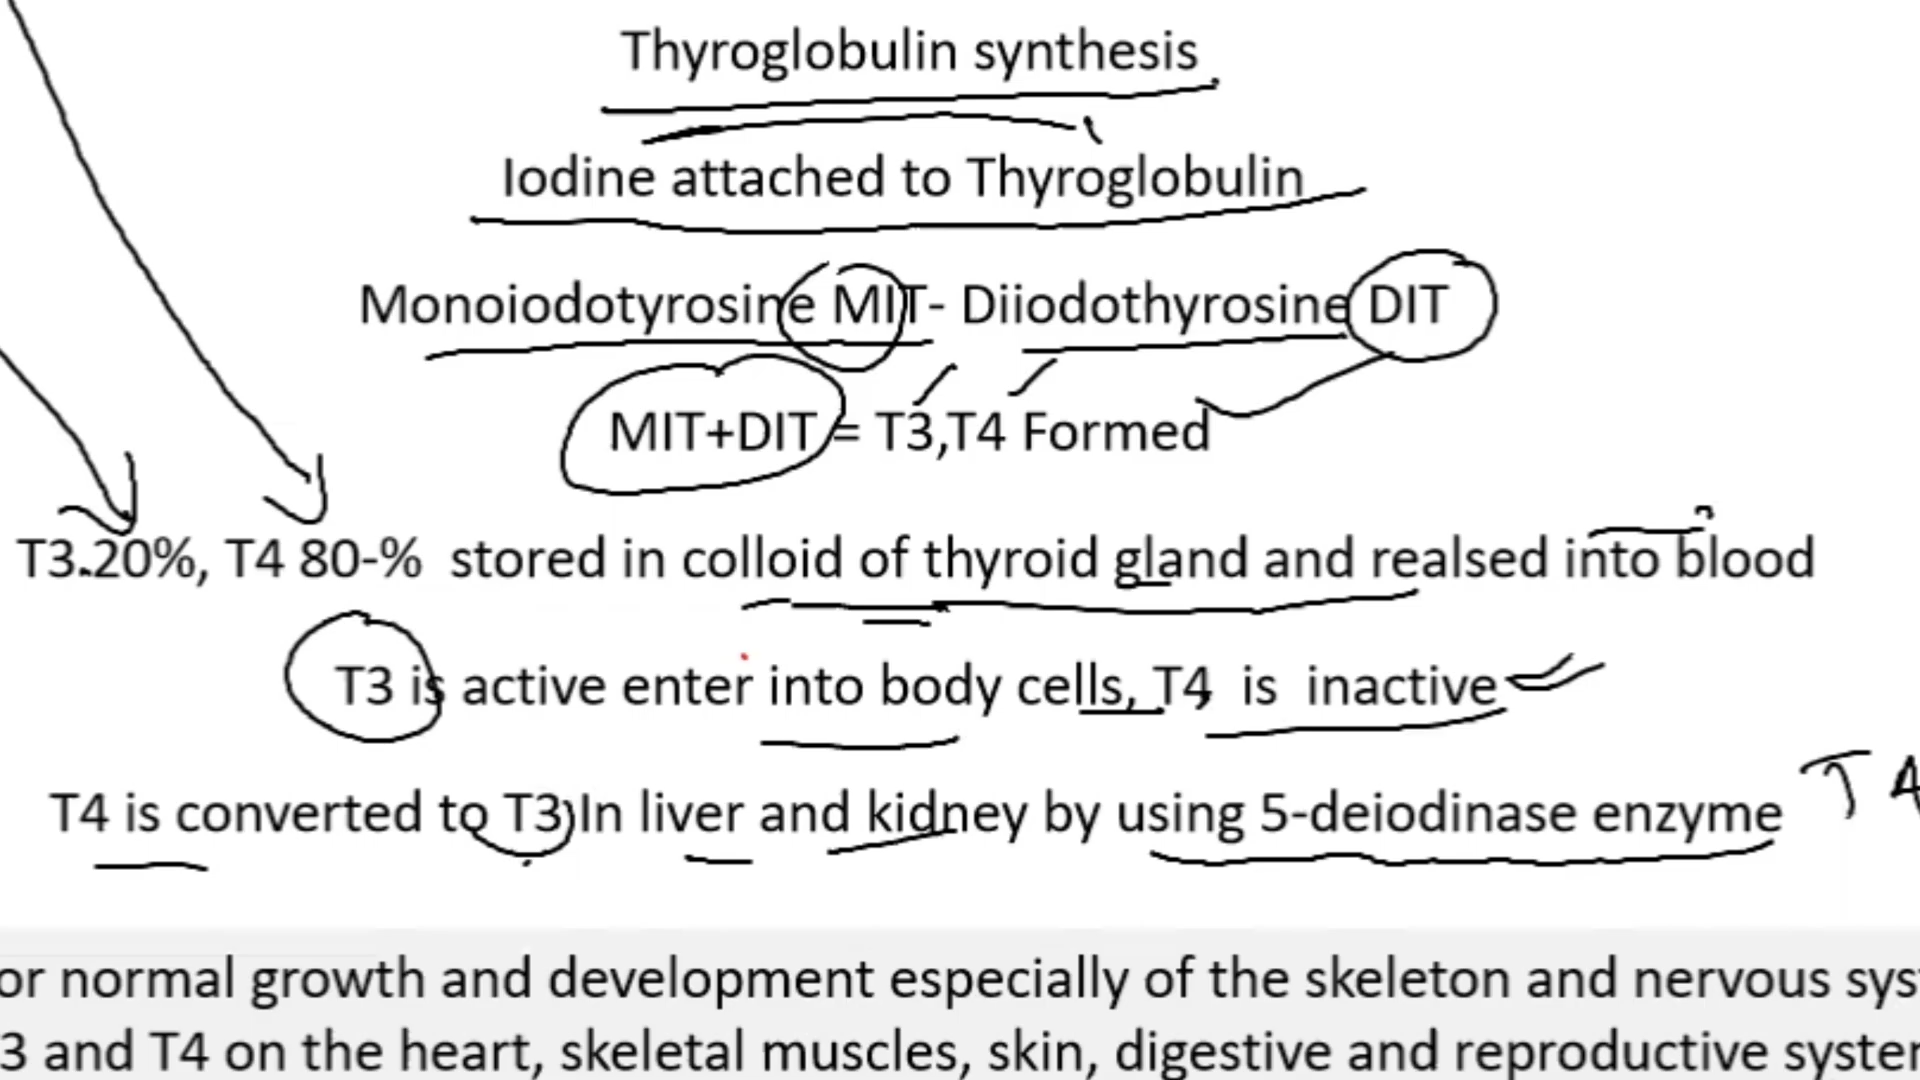 Thyroglobulin synthesis
Iodine attached to Thyroglobulin
Monoiodotyrosine MIT- Diiodothyrosine DIT
MIT+DIT = T3,T4 Formed
T3.20%, T4 80-% stored in colloid of thyroid gland and realsed into blood
T3 is active enter into body cells, T4 is inactive
T4 is converted to T3 In liver and kidney by using 5-deiodinase enzyme
T4
or normal growth and development especially of the skeleton and nervous sys
3 and T4 on the heart, skeletal muscles, skin, digestive and reproductive syste